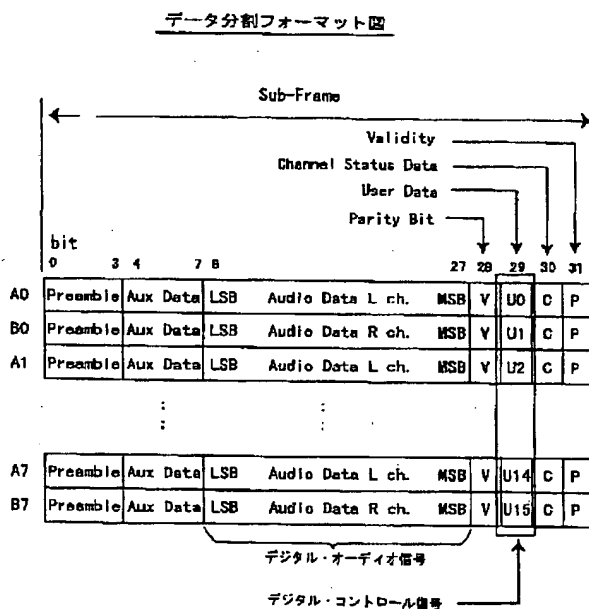 データ分割フォーマット図
Sub-Frame
Validity
Channel Status Data
User Data
Parity Bit
bit
0 3 4 7 8 27 28 29 30 31
A0 Preamble Aux Data LSB Audio Data L ch. MSB V U0 C P
B0 Preamble Aux Data LSB Audio Data R ch. MSB V U1 C P
A1 Preamble Aux Data LSB Audio Data L ch. MSB V U2 C P
A7 Preamble Aux Data LSB Audio Data L ch. MSB V U14 C P
B7 Preamble Aux Data LSB Audio Data R ch. MSB V U15 C P
デジタル・オーディオ信号
デジタル・コントロール信号